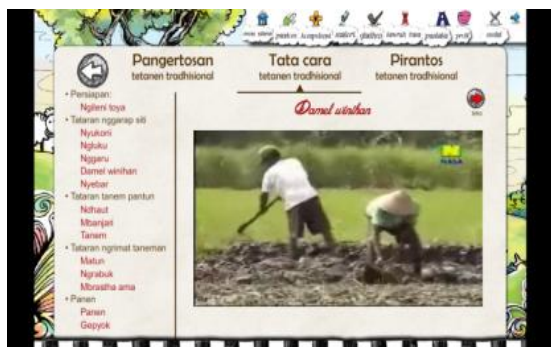 Pangertosan
tetanen tradhisional
Tata cara
tetanen tradhisional
Pirantos
tetanen tradhisional
Damel winihan
• Persiapan:
Ngileni toya
• Tataran nggarap siti
Nyukoni
Ngluku
Nggaru
Damel winihan
Nyebar
• Tataran tanem pantun
Ndhaut
Mbanjari
Tanem
• Tataran ngrimat taneman
Matun
Ngrabuk
Mbrastha ama
• Panen
Panen
Gepyok
NASA